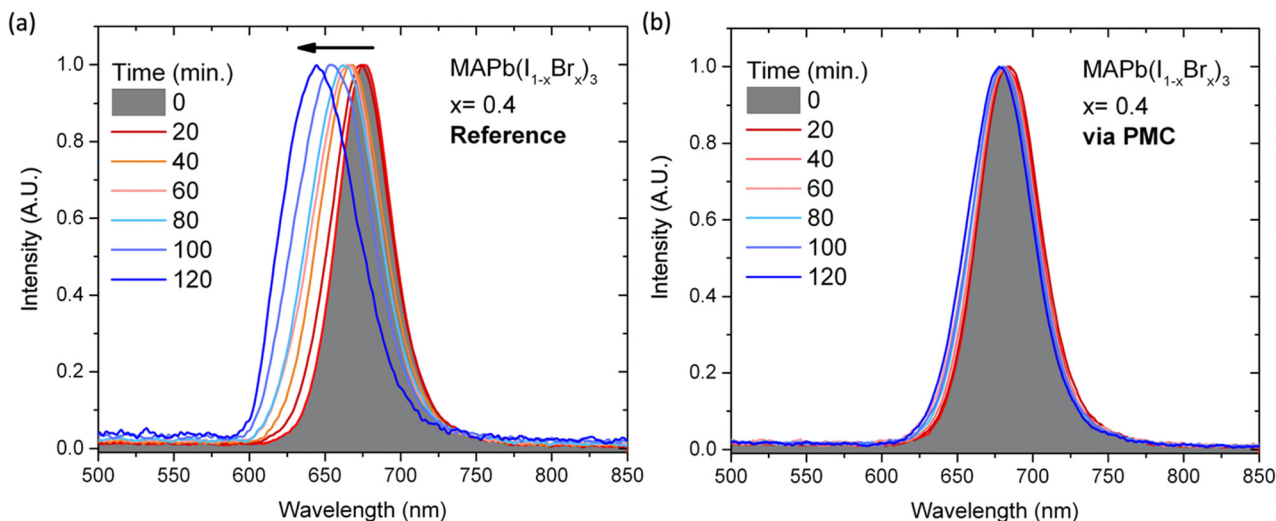 (a)
Time (min.)
0
20
40
60
80
100
120
MAPb(I1-xBrx)3
x= 0.4
Reference
Intensity (A.U.)
1.0
0.8
0.6
0.4
0.2
0.0
500 550 600 650 700 750 800 850
Wavelength (nm)
(b)
Time (min.)
0
20
40
60
80
100
120
MAPb(I1-xBrx)3
x= 0.4
via PMC
Intensity (A.U.)
1.0
0.8
0.6
0.4
0.2
0.0
500 550 600 650 700 750 800 850
Wavelength (nm)